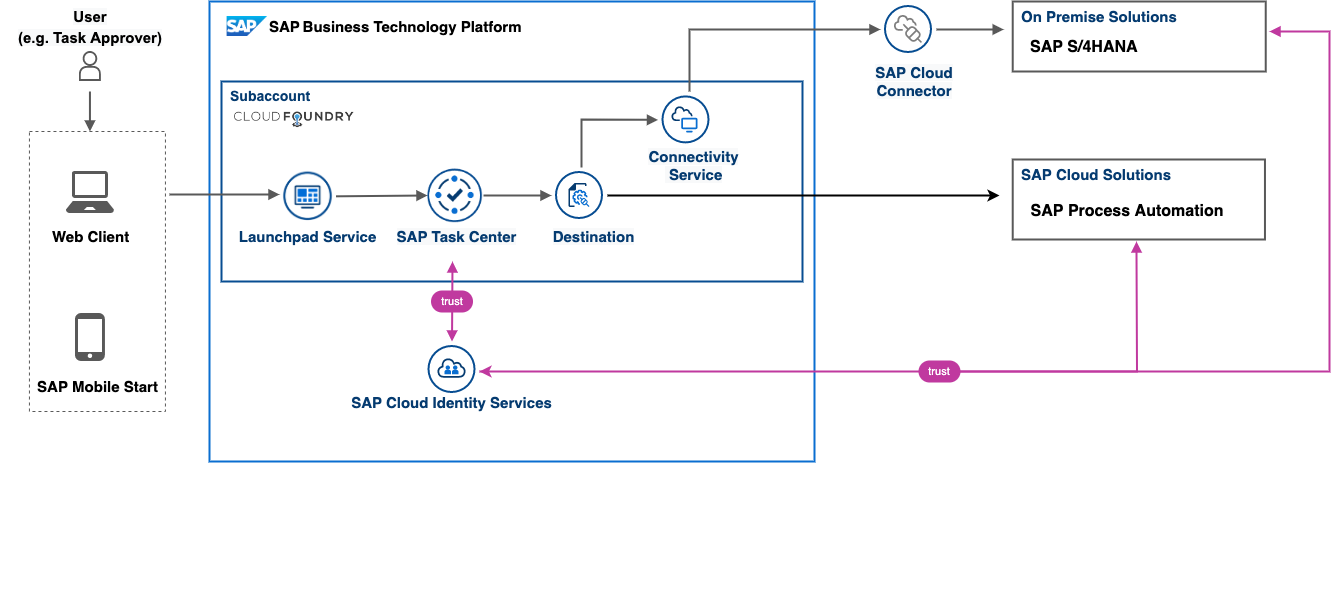 User
(e.g. Task Approver)
Web Client
SAP Mobile Start
SAP SAP Business Technology Platform
Subaccount
CLOUD FOUNDRY
Launchpad Service
SAP Task Center
Destination
Connectivity
Service
trust
SAP Cloud Identity Services
SAP Cloud
Connector
On Premise Solutions
SAP S/4HANA
SAP Cloud Solutions
SAP Process Automation
trust